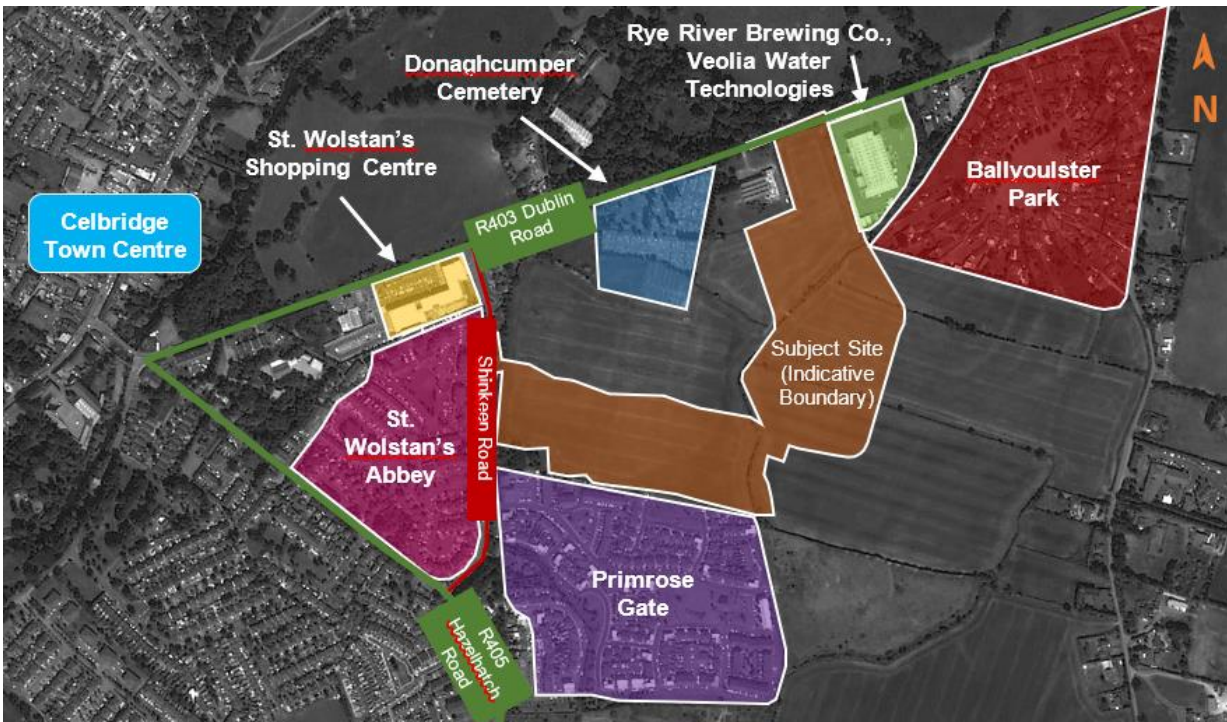 Rye River Brewing Co.,
Veolia Water
Technologies
Donaghcumper
Cemetery
N
St. Wolstan's
Shopping Centre
Ballvoulster
Park
Celbridge
Town Centre
R403 Dublin
Road
Subject Site
(Indicative
Boundary)
Shinkeen Road
St.
Wolstan's
Abbey
Primrose
Gate
R405
Hazelhatch
Road